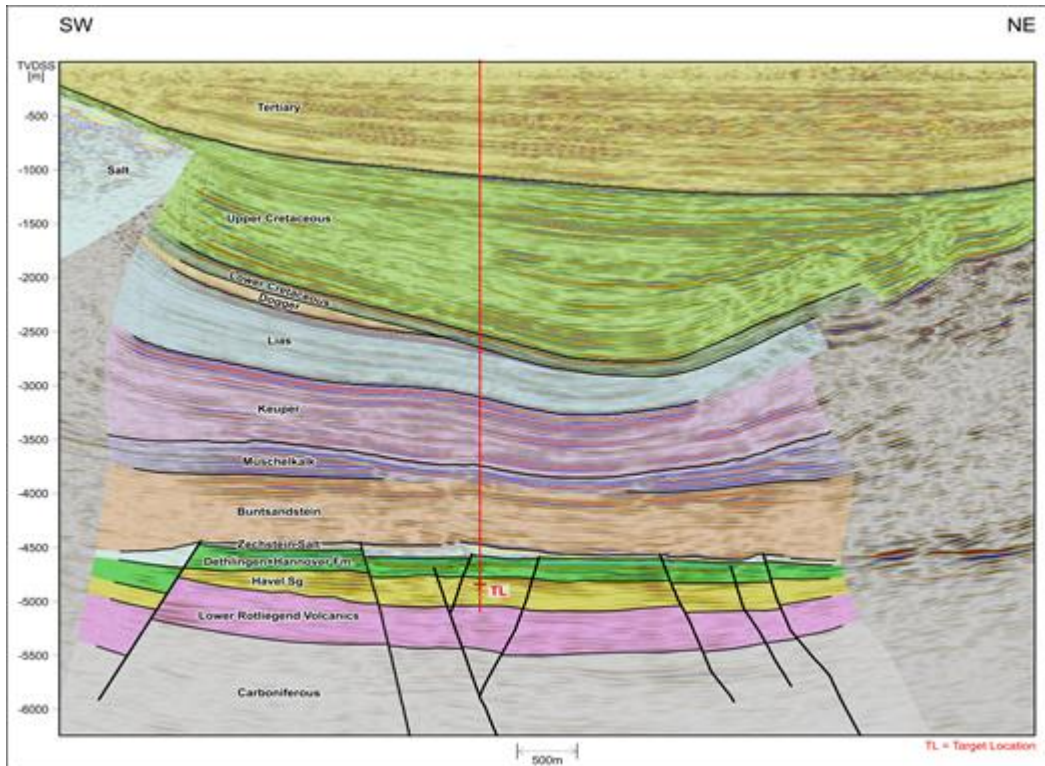 SW
NE
TVDSS
[m]
-500
-1000
-1500
-2000
-2500
-3000
-3500
-4000
-4500
-5000
-5500
-6000
Tertiary
Salt
Upper Cretaceous
Lower Cretaceous
Dogger
Lias
Keuper
Muschelkalk
Buntsandstein
Zechstein Salt
Dethlingen+Hannover Fm.
Havel Sg
TL
Lower Rotliegend Volcanics
Carboniferous
500m
TL = Target Location